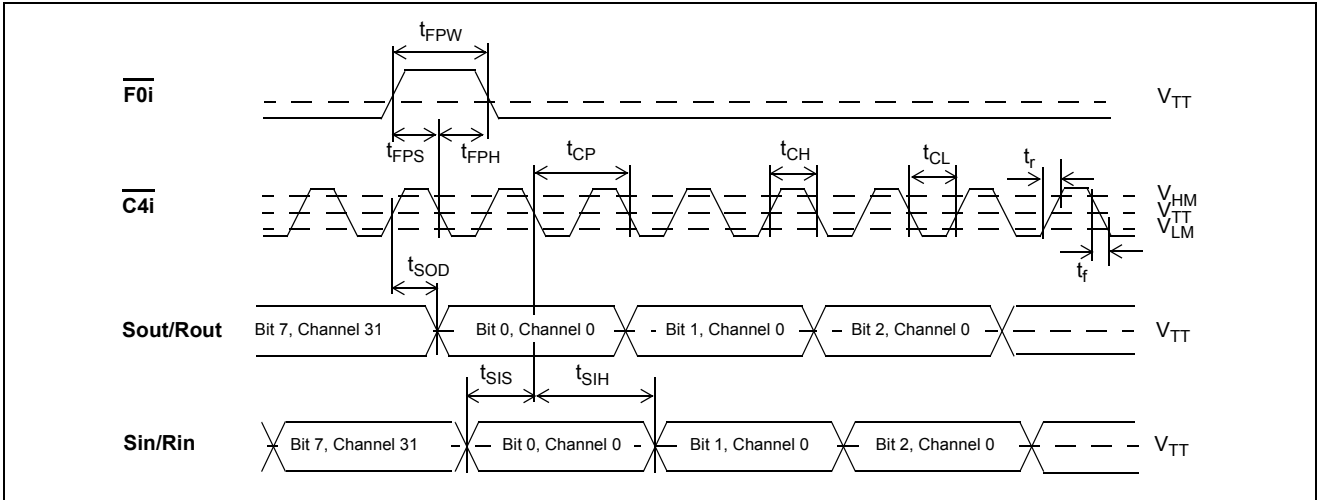 tFPW
F0i
VTT
tFPS
tFPH
tCP
tCH
tCL
tr
C4i
VHM
VTT
VLM
tSOD
tf
Sout/Rout
Bit 7, Channel 31
Bit 0, Channel 0
Bit 1, Channel 0
Bit 2, Channel 0
VTT
tSIS
tSIH
Sin/Rin
Bit 7, Channel 31
Bit 0, Channel 0
Bit 1, Channel 0
Bit 2, Channel 0
VTT